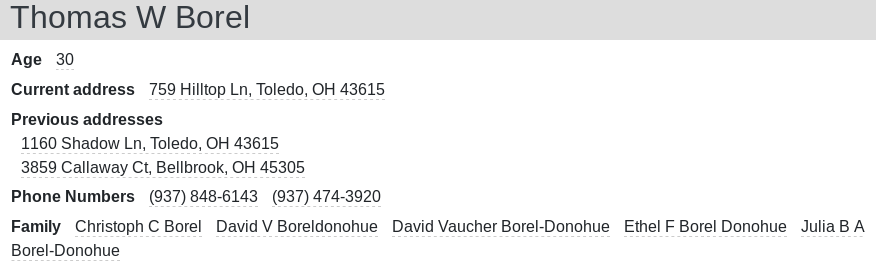 Thomas W Borel
Age 30
Current address 759 Hilltop Ln, Toledo, OH 43615
Previous addresses
1160 Shadow Ln, Toledo, OH 43615
3859 Callaway Ct, Bellbrook, OH 45305
Phone Numbers (937) 848-6143 (937) 474-3920
Family Christoph C Borel David V Boreldonohue David Vaucher Borel-Donohue Ethel F Borel Donohue Julia B A
Borel-Donohue